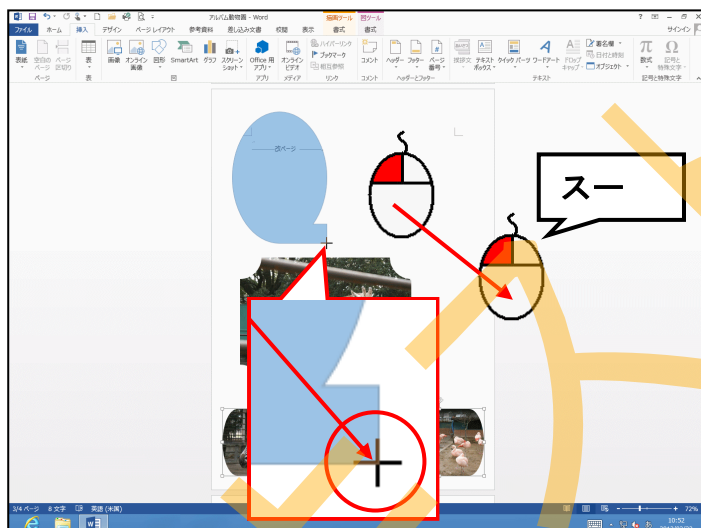 アルバム動物園 - Word
描画ツール 図ツール
サインイン
ファイル ホーム 挿入 デザイン ページ レイアウト 参考資料 差し込み文書 校閲 表示 書式 書式
表紙 空白のページ ページ区切り 表 画像 オンライン画像 図形 SmartArt グラフ スクリーンショット Office 用アプリ オンラインビデオ
ハイパーリンク
ブックマーク
相互参照
コメント ヘッダー フッター ページ番号 挨拶文 テキストボックス クイック パーツ ワードアート ドロップキャップ
署名欄
日付と時刻
オブジェクト
数式 記号と特殊文字
ページ 表 図 アプリ メディア リンク コメント ヘッダーとフッター テキスト 記号と特殊文字
改ページ
スー
3/4 ページ 8 文字 英語 (米国) 72%
10:52